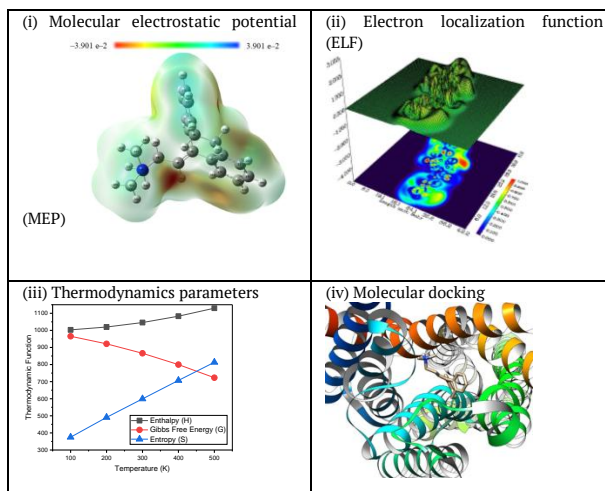 (i) Molecular electrostatic potential
−3.901 e−2
3.901 e−2
(MEP)
(ii) Electron localization function
(ELF)
(iii) Thermodynamics parameters
1100
1000
900
800
700
600
500
400
300
Thermodynamic Function
Enthalpy (H)
Gibbs Free Energy (G)
Entropy (S)
100 200 300 400 500
Temperature (K)
(iv) Molecular docking